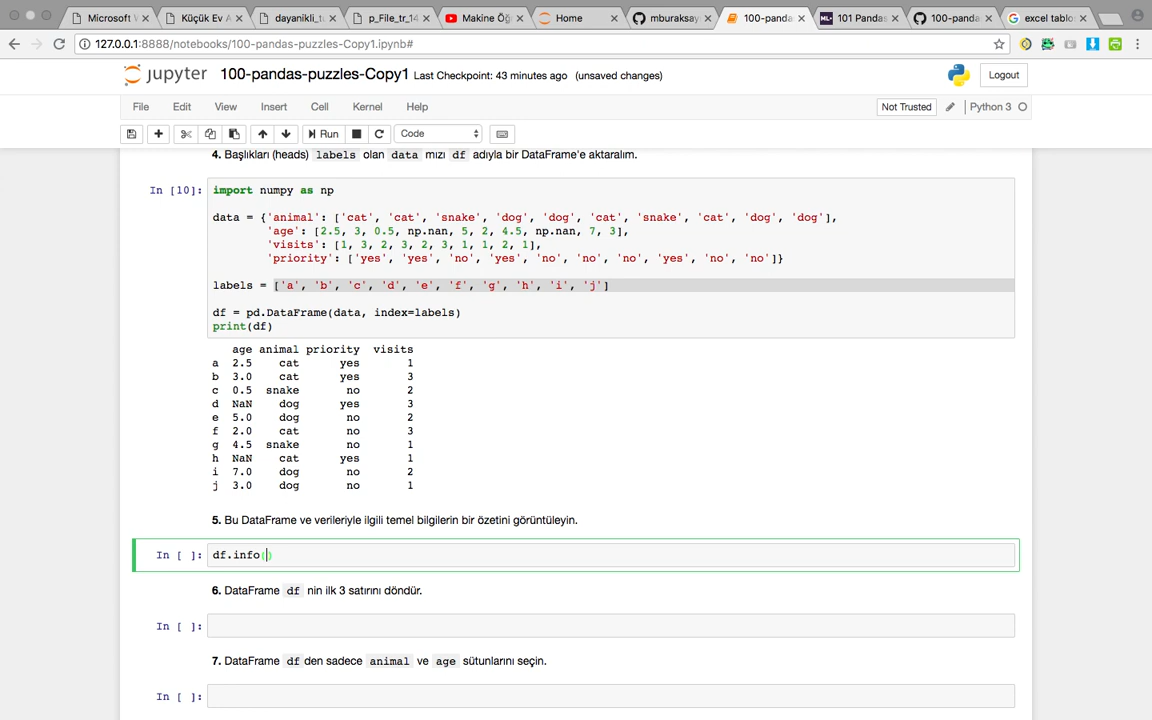 Microsoft W
Küçük Ev A
dayanikli_tu
p_File_tr_14
Makine Öğ
Home
mburaksay
100-panda
101 Pandas
100-panda
excel tablo
127.0.0.1:8888/notebooks/100-pandas-puzzles-Copy1.ipynb#
jupyter 100-pandas-puzzles-Copy1 Last Checkpoint: 43 minutes ago (unsaved changes)
Logout
File Edit View Insert Cell Kernel Help
Not Trusted
Python 3
Run
Code
4. Başlıkları (heads) labels olan data mızı df adıyla bir DataFrame'e aktaralım.
In [10]: import numpy as np
data = {'animal': ['cat', 'cat', 'snake', 'dog', 'dog', 'cat', 'snake', 'cat', 'dog', 'dog'],
'age': [2.5, 3, 0.5, np.nan, 5, 2, 4.5, np.nan, 7, 3],
'visits': [1, 3, 2, 3, 2, 3, 1, 1, 2, 1],
'priority': ['yes', 'yes', 'no', 'yes', 'no', 'no', 'no', 'yes', 'no', 'no']}
labels = ['a', 'b', 'c', 'd', 'e', 'f', 'g', 'h', 'i', 'j']
df = pd.DataFrame(data, index=labels)
print(df)
age animal priority visits
a 2.5 cat yes 1
b 3.0 cat yes 3
c 0.5 snake no 2
d NaN dog yes 3
e 5.0 dog no 2
f 2.0 cat no 3
g 4.5 snake no 1
h NaN cat yes 1
i 7.0 dog no 2
j 3.0 dog no 1
5. Bu DataFrame ve verileriyle ilgili temel bilgilerin bir özetini görüntüleyin.
In [ ]: df.info()
6. DataFrame df nin ilk 3 satırını döndür.
In [ ]:
7. DataFrame df den sadece animal ve age sütunlarını seçin.
In [ ]: